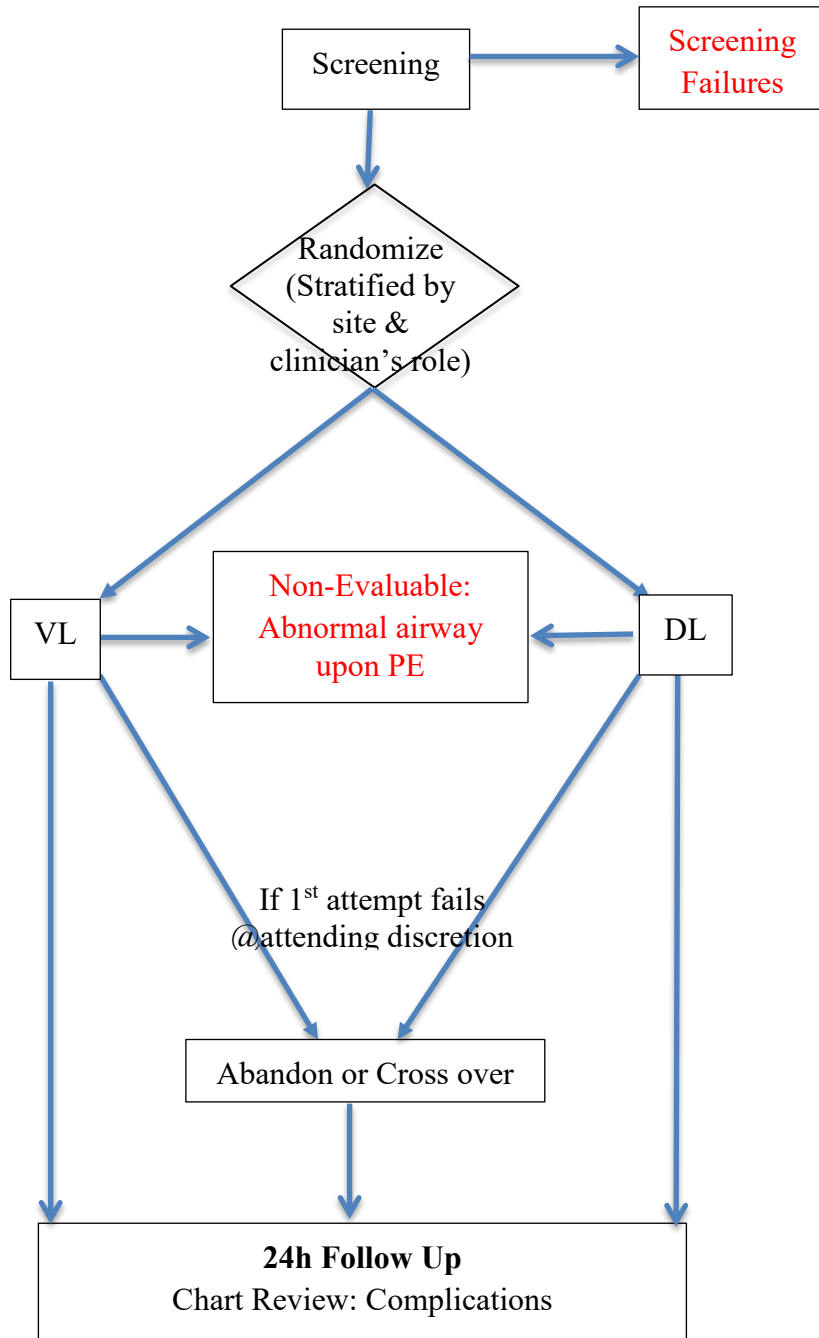 Screening
Screening
Failures
Randomize
(Stratified by
site &
clinician’s role)
VL
Non-Evaluable:
Abnormal airway
upon PE
DL
If 1st attempt fails
@attending discretion
Abandon or Cross over
24h Follow Up
Chart Review: Complications